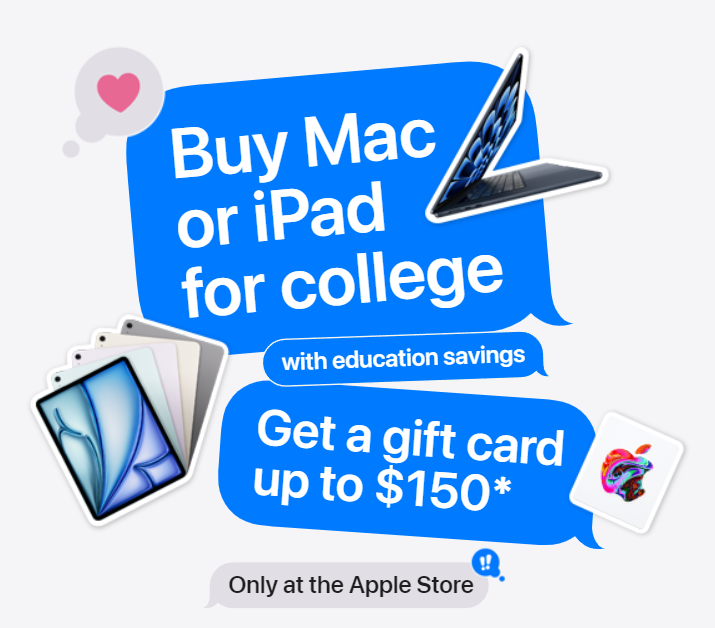 Buy Mac
or iPad
for college
with education savings
Get a gift card
up to $150*
!!
Only at the Apple Store